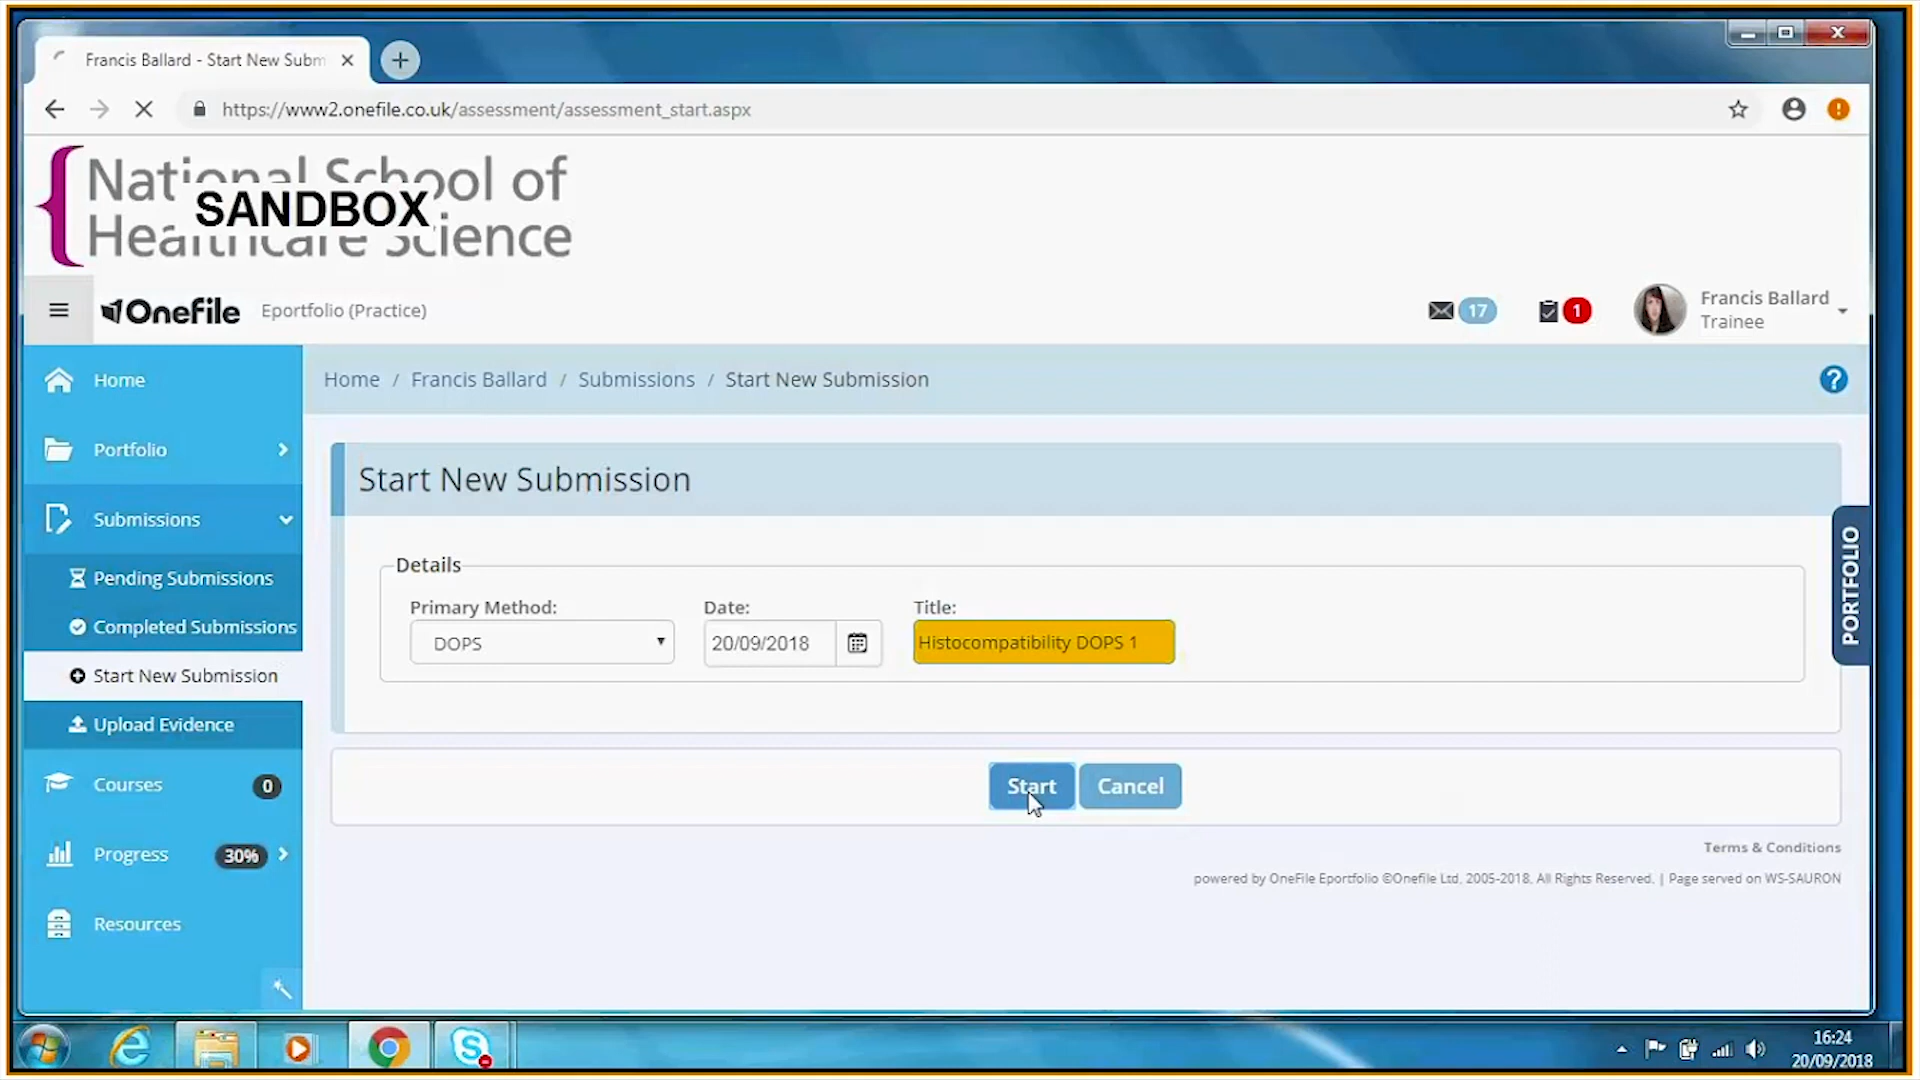 Francis Ballard - Start New Subm
https://www2.onefile.co.uk/assessment/assessment_start.aspx
National School of
SANDBOX
Healthcare Science
Onefile Eportfolio (Practice)
17
1
Francis Ballard
Trainee
Home
Portfolio
Submissions
Pending Submissions
Completed Submissions
Start New Submission
Upload Evidence
Courses 0
Progress 30%
Resources
Home / Francis Ballard / Submissions / Start New Submission
?
Start New Submission
Details
Primary Method: Date: Title:
DOPS 20/09/2018 Histocompatibility DOPS 1
PORTFOLIO
Start Cancel
Terms & Conditions
powered by OneFile Eportfolio ©Onefile Ltd, 2005-2018, All Rights Reserved. | Page served on WS-SAURON
16:24
20/09/2018